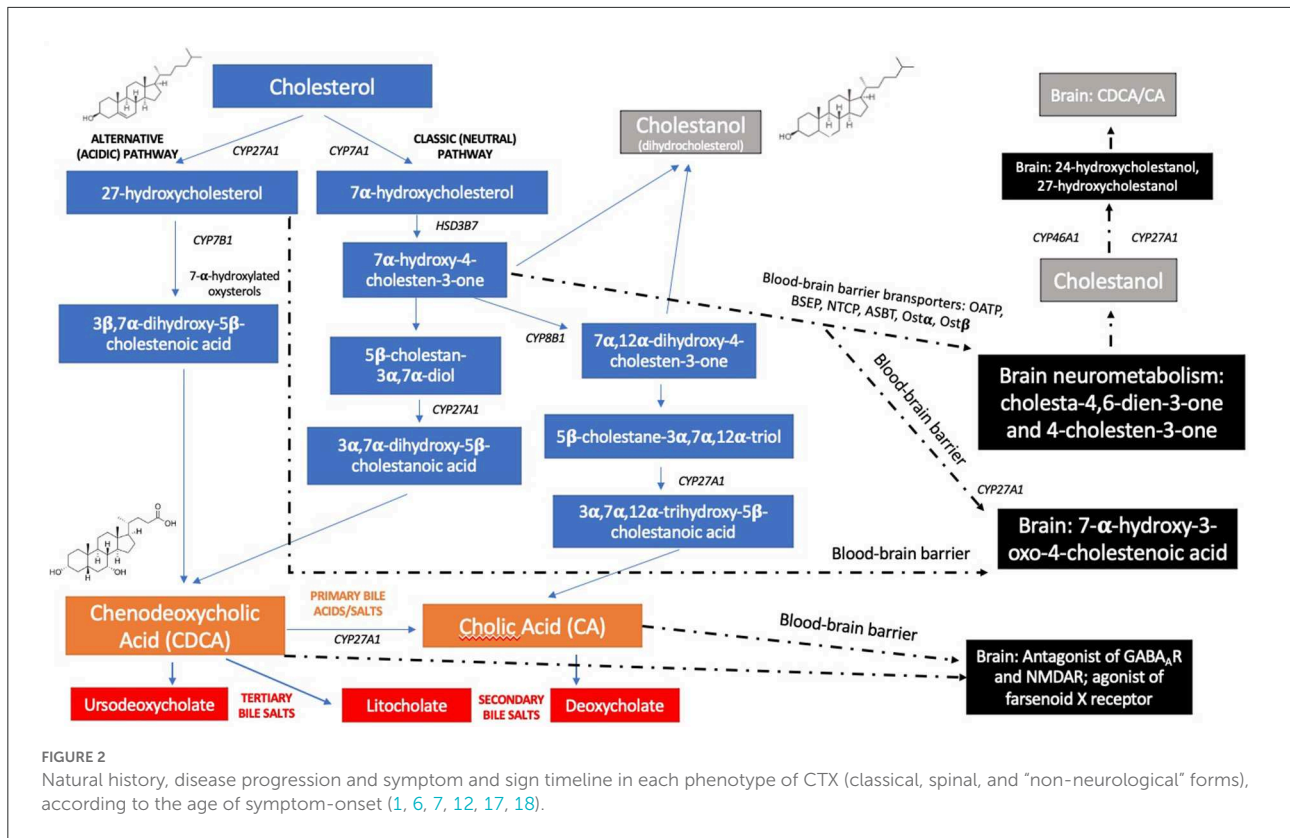 Cholesterol
HO
H
H
H
H
HO
H
H
H
H
ALTERNATIVE
(ACIDIC) PATHWAY
CYP27A1
CYP7A1
CLASSIC (NEUTRAL)
PATHWAY
Cholestanol
(dihydrocholesterol)
Brain: CDCA/CA
27-hydroxycholesterol
7α-hydroxycholesterol
Brain: 24-hydroxycholestanol,
27-hydroxycholestanol
CYP7B1
HSD3B7
CYP46A1
CYP27A1
7-α-hydroxylated
oxysterols
7α-hydroxy-4-
cholesten-3-one
Cholestanol
Blood-brain barrier btransporters: OATP,
BSEP, NTCP, ASBT, Ostα, Ostβ
3β,7α-dihydroxy-5β-
cholestenoic acid
CYP8B1
5β-cholestan-
3α,7α-diol
7α,12α-dihydroxy-4-
cholesten-3-one
Brain neurometabolism:
cholesta-4,6-dien-3-one
and 4-cholesten-3-one
Blood-brain barrier
CYP27A1
3α,7α-dihydroxy-5β-
cholestanoic acid
5β-cholestane-3α,7α,12α-triol
CYP27A1
CYP27A1
3α,7α,12α-trihydroxy-5β-
cholestanoic acid
Brain: 7-α-hydroxy-3-
oxo-4-cholestenoic acid
Blood-brain barrier
O
OH
HO
H
H
H
H
OH
Chenodeoxycholic
Acid (CDCA)
PRIMARY BILE
ACIDS/SALTS
CYP27A1
Cholic Acid (CA)
Blood-brain barrier
Brain: Antagonist of GABAAR
and NMDAR; agonist of
farsenoid X receptor
Ursodeoxycholate
TERTIARY
BILE SALTS
Litocholate
SECONDARY
BILE SALTS
Deoxycholate
FIGURE 2
Natural history, disease progression and symptom and sign timeline in each phenotype of CTX (classical, spinal, and "non-neurological" forms),
according to the age of symptom-onset (1, 6, 7, 12, 17, 18).